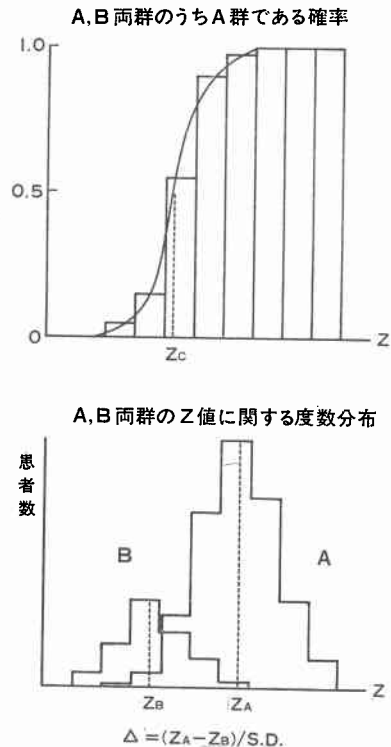 A,B両群のうちA群である確率
1.0
0.5
0
Zc
Z
A,B両群のZ値に関する度数分布
患者数
B
A
ZB
ZA
Z
Δ=(ZA-ZB)/S.D.